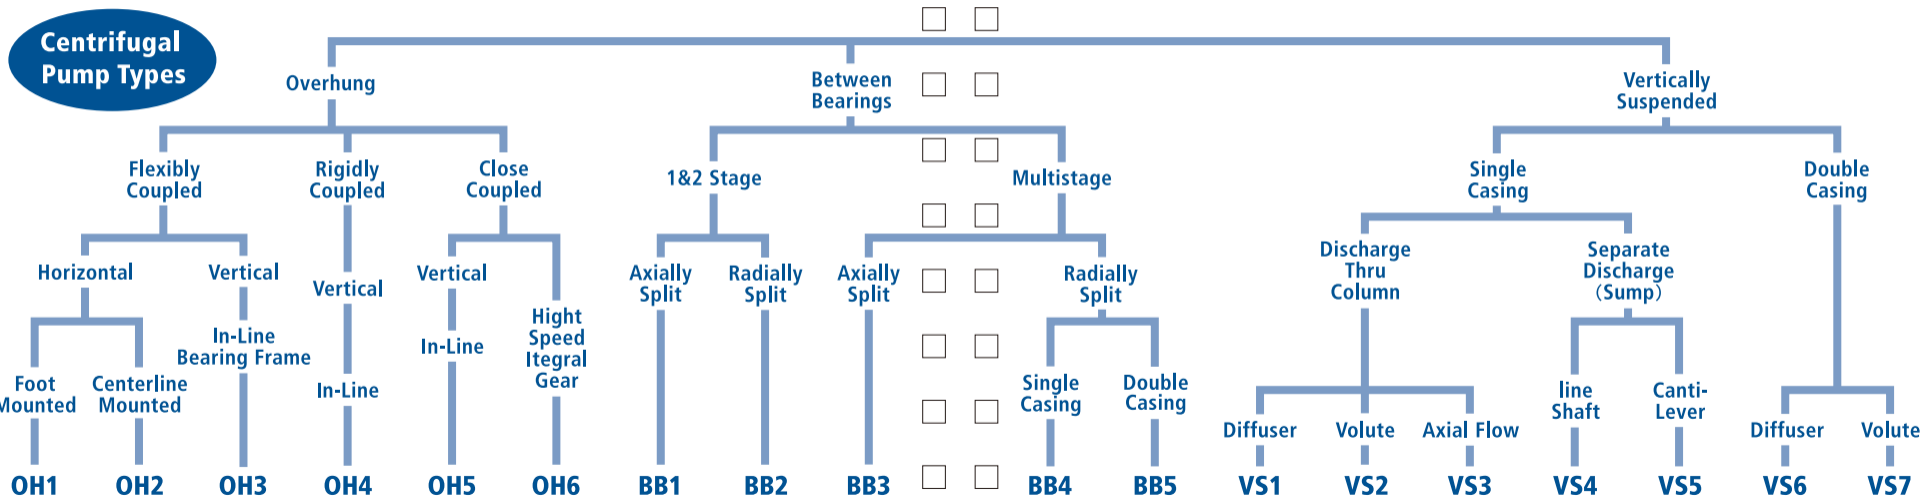 Centrifugal
Pump Types
Overhung
Between
Bearings
Vertically
Suspended
Flexibly
Coupled
Rigidly
Coupled
Close
Coupled
1&2 Stage
Multistage
Single
Casing
Double
Casing
Horizontal
Vertical
Vertical
Vertical
Axially
Split
Radially
Split
Axially
Split
Radially
Split
Discharge
Thru
Column
Separate
Discharge
(Sump)
In-Line
Bearing Frame
In-Line
In-Line
Hight
Speed
Itegral
Gear
Foot
Mounted
Centerline
Mounted
Single
Casing
Double
Casing
Diffuser
Volute
Axial Flow
line
Shaft
Canti-
Lever
Diffuser
Volute
OH1 OH2 OH3 OH4 OH5 OH6 BB1 BB2 BB3 BB4 BB5 VS1 VS2 VS3 VS4 VS5 VS6 VS7